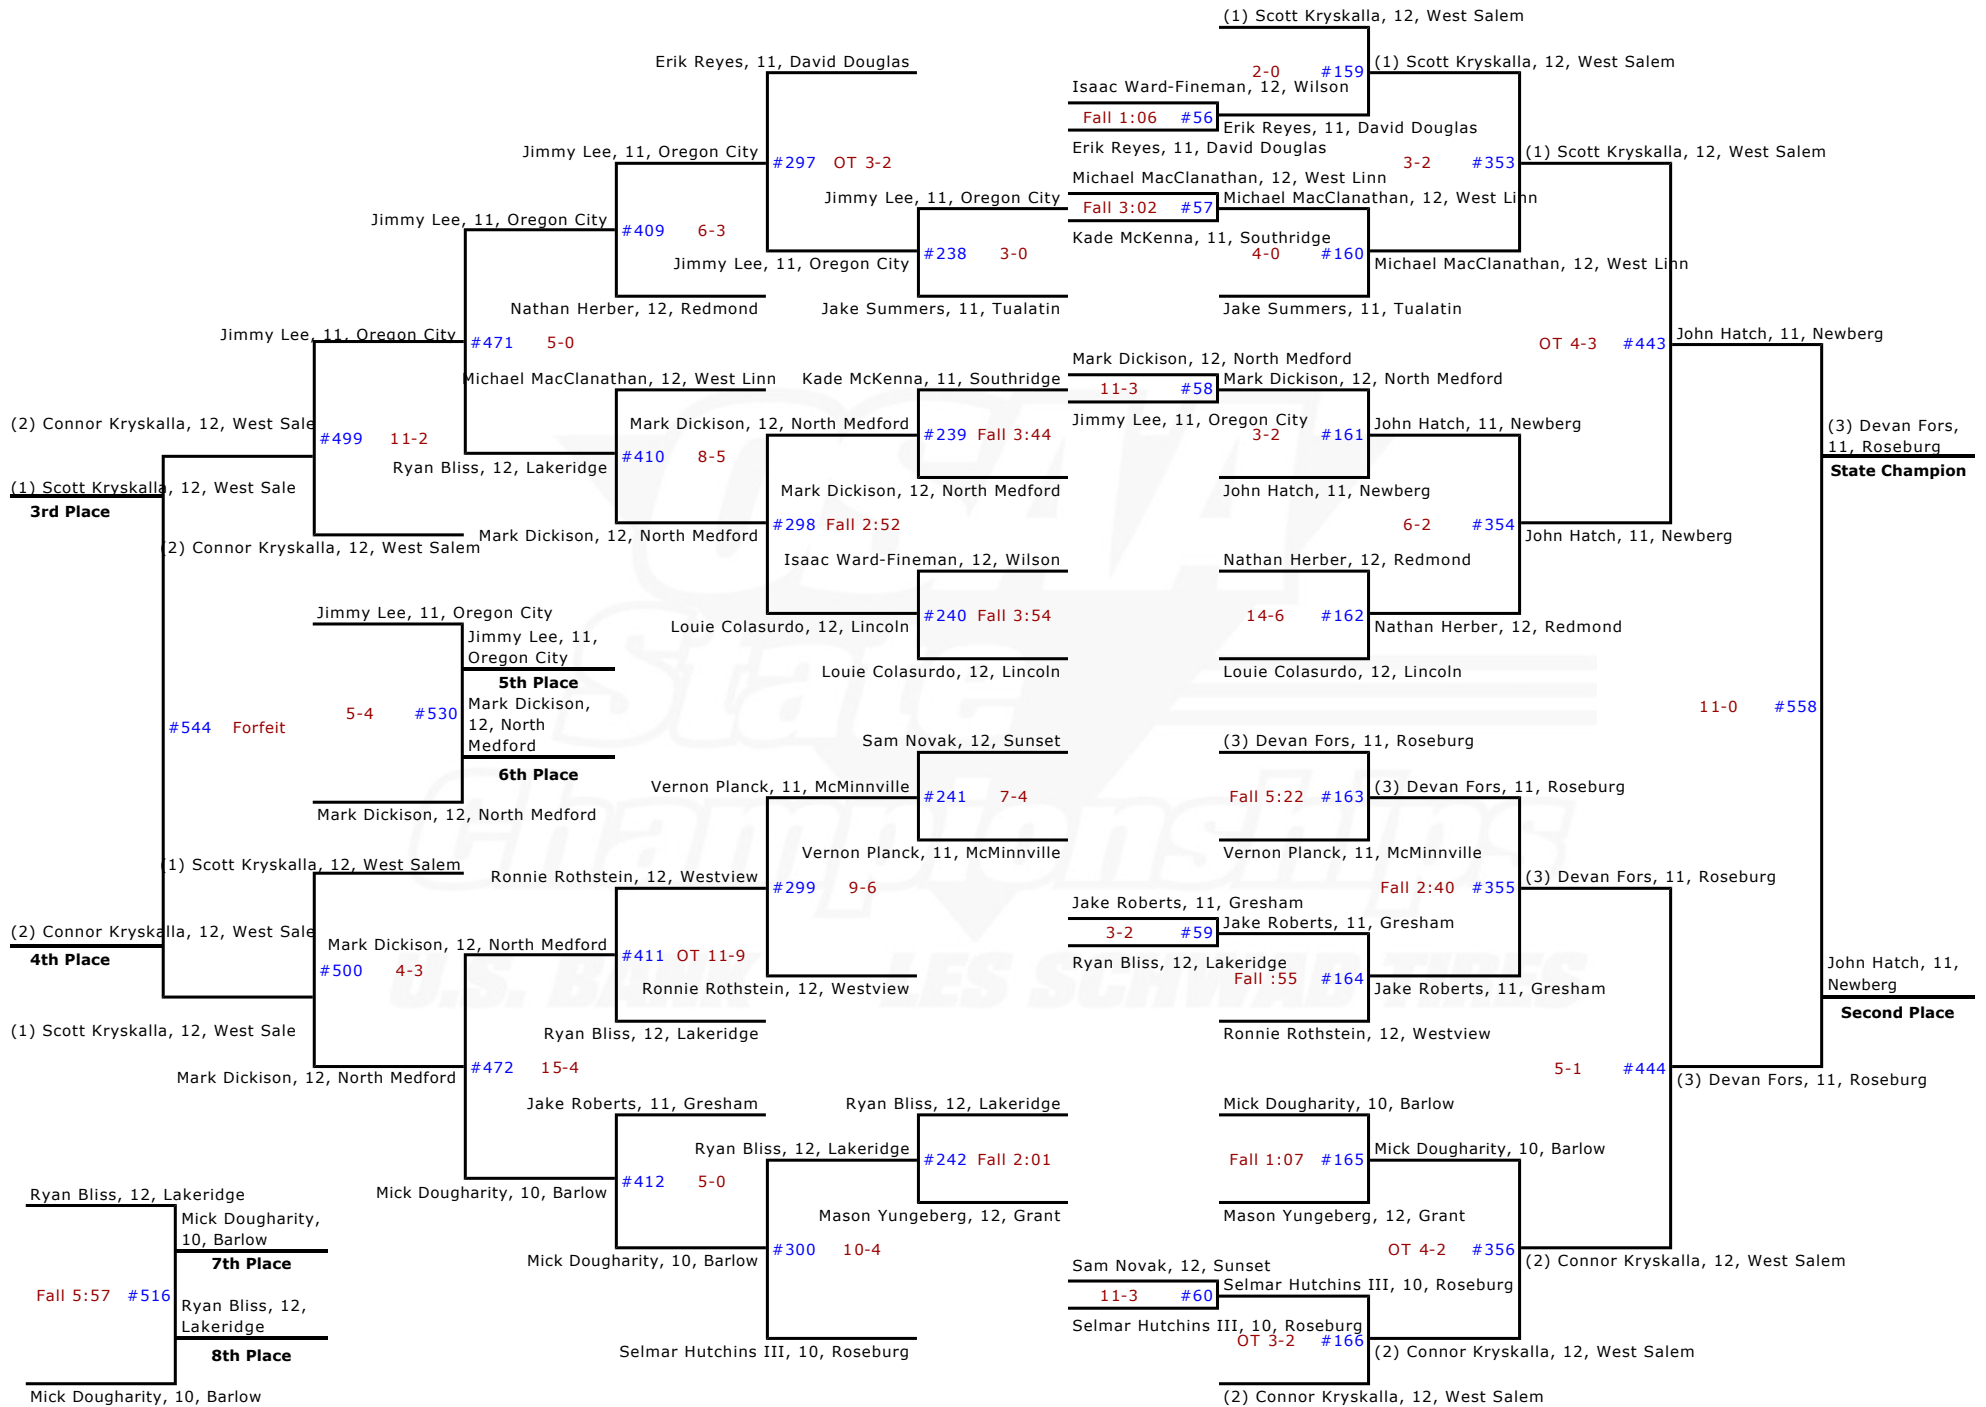 (1) Scott Kryskalla, 12, West Salem
Erik Reyes, 11, David Douglas
2-0 #159
(1) Scott Kryskalla, 12, West Salem
Isaac Ward-Fineman, 12, Wilson
Fall 1:06 #56
Erik Reyes, 11, David Douglas
Erik Reyes, 11, David Douglas
Jimmy Lee, 11, Oregon City
#297 OT 3-2
3-2 #353
(1) Scott Kryskalla, 12, West Salem
Michael MacClanathan, 12, West Linn
Jimmy Lee, 11, Oregon City
Fall 3:02 #57
Michael MacClanathan, 12, West Linn
Jimmy Lee, 11, Oregon City
#409 6-3
Kade McKenna, 11, Southridge
Jimmy Lee, 11, Oregon City
#238 3-0
4-0 #160
Michael MacClanathan, 12, West Linn
Nathan Herber, 12, Redmond
Jake Summers, 11, Tualatin
Jake Summers, 11, Tualatin
Jimmy Lee, 11, Oregon City
#471 5-0
OT 4-3 #443
John Hatch, 11, Newberg
Mark Dickison, 12, North Medford
Michael MacClanathan, 12, West Linn
Kade McKenna, 11, Southridge
11-3 #58
Mark Dickison, 12, North Medford
(2) Connor Kryskalla, 12, West Sale
#499 11-2
Mark Dickison, 12, North Medford
#239 Fall 3:44
Jimmy Lee, 11, Oregon City
3-2 #161
John Hatch, 11, Newberg
(3) Devan Fors,
11, Roseburg
State Champion
OSAA
Ryan Bliss, 12, Lakeridge
#410 8-5
(1) Scott Kryskalla, 12, West Sale
3rd Place
Mark Dickison, 12, North Medford
John Hatch, 11, Newberg
#298 Fall 2:52
6-2 #354
John Hatch, 11, Newberg
Mark Dickison, 12, North Medford
(2) Connor Kryskalla, 12, West Salem
Isaac Ward-Fineman, 12, Wilson
Nathan Herber, 12, Redmond
Jimmy Lee, 11, Oregon City
#240 Fall 3:54
14-6 #162
Louie Colasurdo, 12, Lincoln
Nathan Herber, 12, Redmond
Jimmy Lee, 11,
Oregon City
5th Place
State
Louie Colasurdo, 12, Lincoln
Louie Colasurdo, 12, Lincoln
#544 Forfeit
5-4 #530
Mark Dickison,
12, North
Medford
6th Place
11-0 #558
Sam Novak, 12, Sunset
(3) Devan Fors, 11, Roseburg
Vernon Planck, 11, McMinnville
#241 7-4
Fall 5:22 #163
(3) Devan Fors, 11, Roseburg
Mark Dickison, 12, North Medford
Championships
Vernon Planck, 11, McMinnville
Vernon Planck, 11, McMinnville
(1) Scott Kryskalla, 12, West Salem
Ronnie Rothstein, 12, Westview
#299 9-6
Fall 2:40 #355
(3) Devan Fors, 11, Roseburg
Jake Roberts, 11, Gresham
3-2 #59
Jake Roberts, 11, Gresham
(2) Connor Kryskalla, 12, West Sale
4th Place
Mark Dickison, 12, North Medford
#500 4-3
#411 OT 11-9
Ryan Bliss, 12, Lakeridge
Fall :55 #164
Jake Roberts, 11, Gresham
U.S. BANK LES SCHWAB TIRES
Ronnie Rothstein, 12, Westview
John Hatch, 11,
Newberg
Second Place
(1) Scott Kryskalla, 12, West Sale
Ryan Bliss, 12, Lakeridge
Ronnie Rothstein, 12, Westview
Mark Dickison, 12, North Medford
#472 15-4
5-1 #444
(3) Devan Fors, 11, Roseburg
Jake Roberts, 11, Gresham
Ryan Bliss, 12, Lakeridge
Mick Dougharity, 10, Barlow
Ryan Bliss, 12, Lakeridge
#242 Fall 2:01
Fall 1:07 #165
Mick Dougharity, 10, Barlow
Mick Dougharity, 10, Barlow
#412 5-0
Ryan Bliss, 12, Lakeridge
Mason Yungeberg, 12, Grant
Mason Yungeberg, 12, Grant
Mick Dougharity,
10, Barlow
7th Place
Mick Dougharity, 10, Barlow
#300 10-4
OT 4-2 #356
(2) Connor Kryskalla, 12, West Salem
Sam Novak, 12, Sunset
Fall 5:57 #516
11-3 #60
Selmar Hutchins III, 10, Roseburg
Ryan Bliss, 12,
Lakeridge
8th Place
Selmar Hutchins III, 10, Roseburg
OT 3-2 #166
Selmar Hutchins III, 10, Roseburg
(2) Connor Kryskalla, 12, West Salem
Mick Dougharity, 10, Barlow
(2) Connor Kryskalla, 12, West Salem